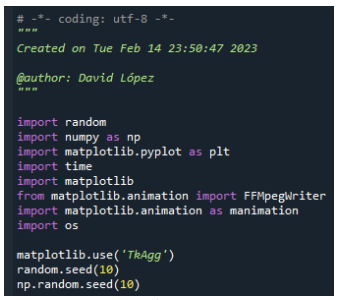 # -*- coding: utf-8 -*-
"""
Created on Tue Feb 14 23:50:47 2023
@author: David López
"""
import random
import numpy as np
import matplotlib.pyplot as plt
import time
import matplotlib
from matplotlib.animation import FFMpegWriter
import matplotlib.animation as manimation
import os
matplotlib.use('TkAgg')
random.seed(10)
np.random.seed(10)